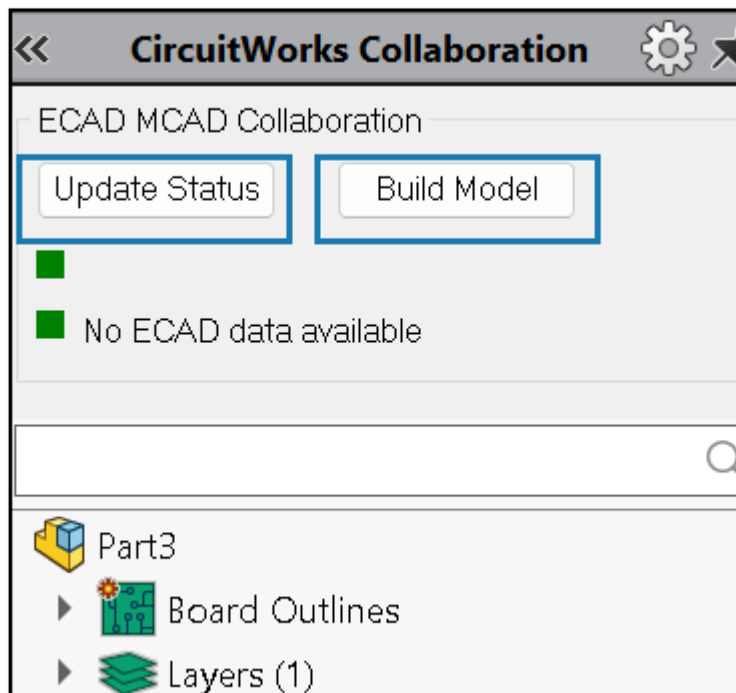 CircuitWorks Collaboration
ECAD MCAD Collaboration
Update Status Build Model
No ECAD data available
Part3
Board Outlines
Layers (1)